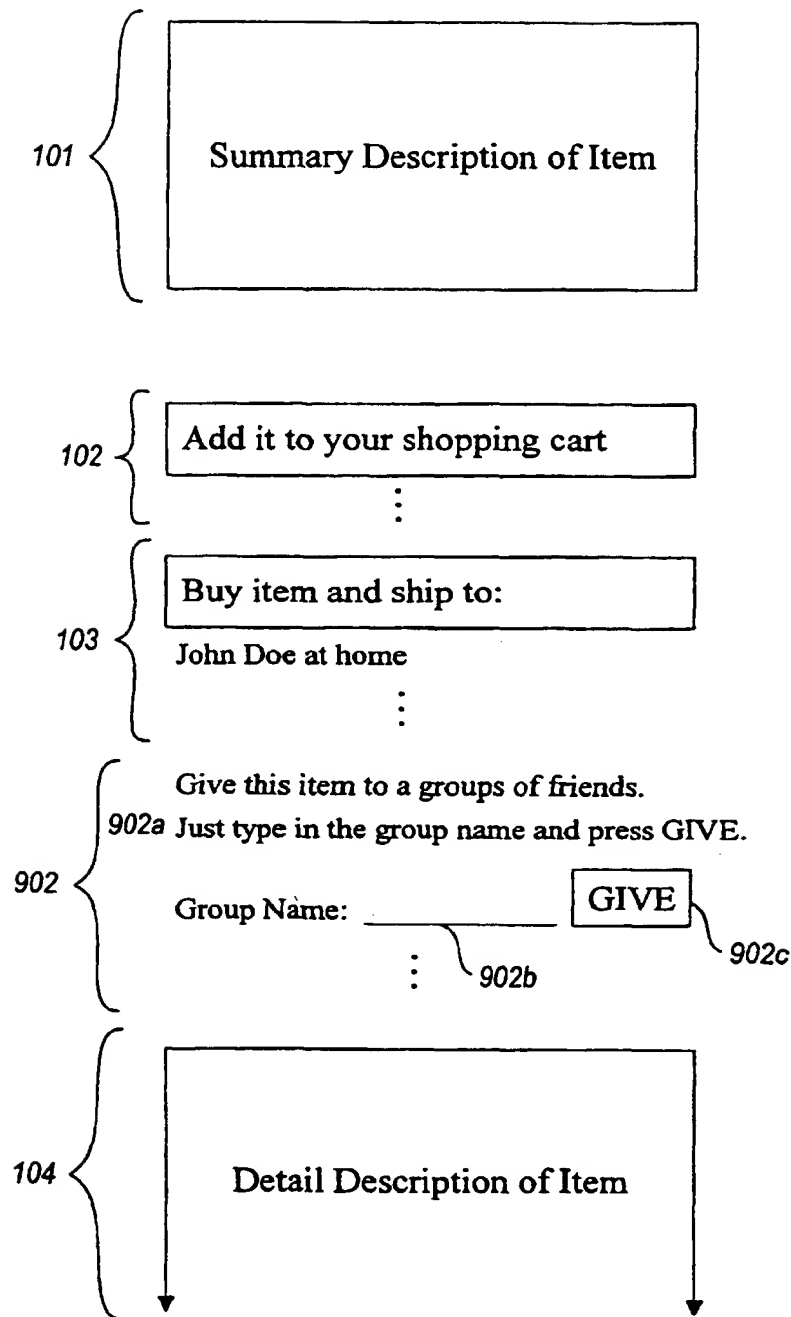 101
Summary Description of Item
102
Add it to your shopping cart
103
Buy item and ship to:
John Doe at home
902
Give this item to a groups of friends.
902a Just type in the group name and press GIVE.
Group Name:
GIVE
902b
902c
104
Detail Description of Item